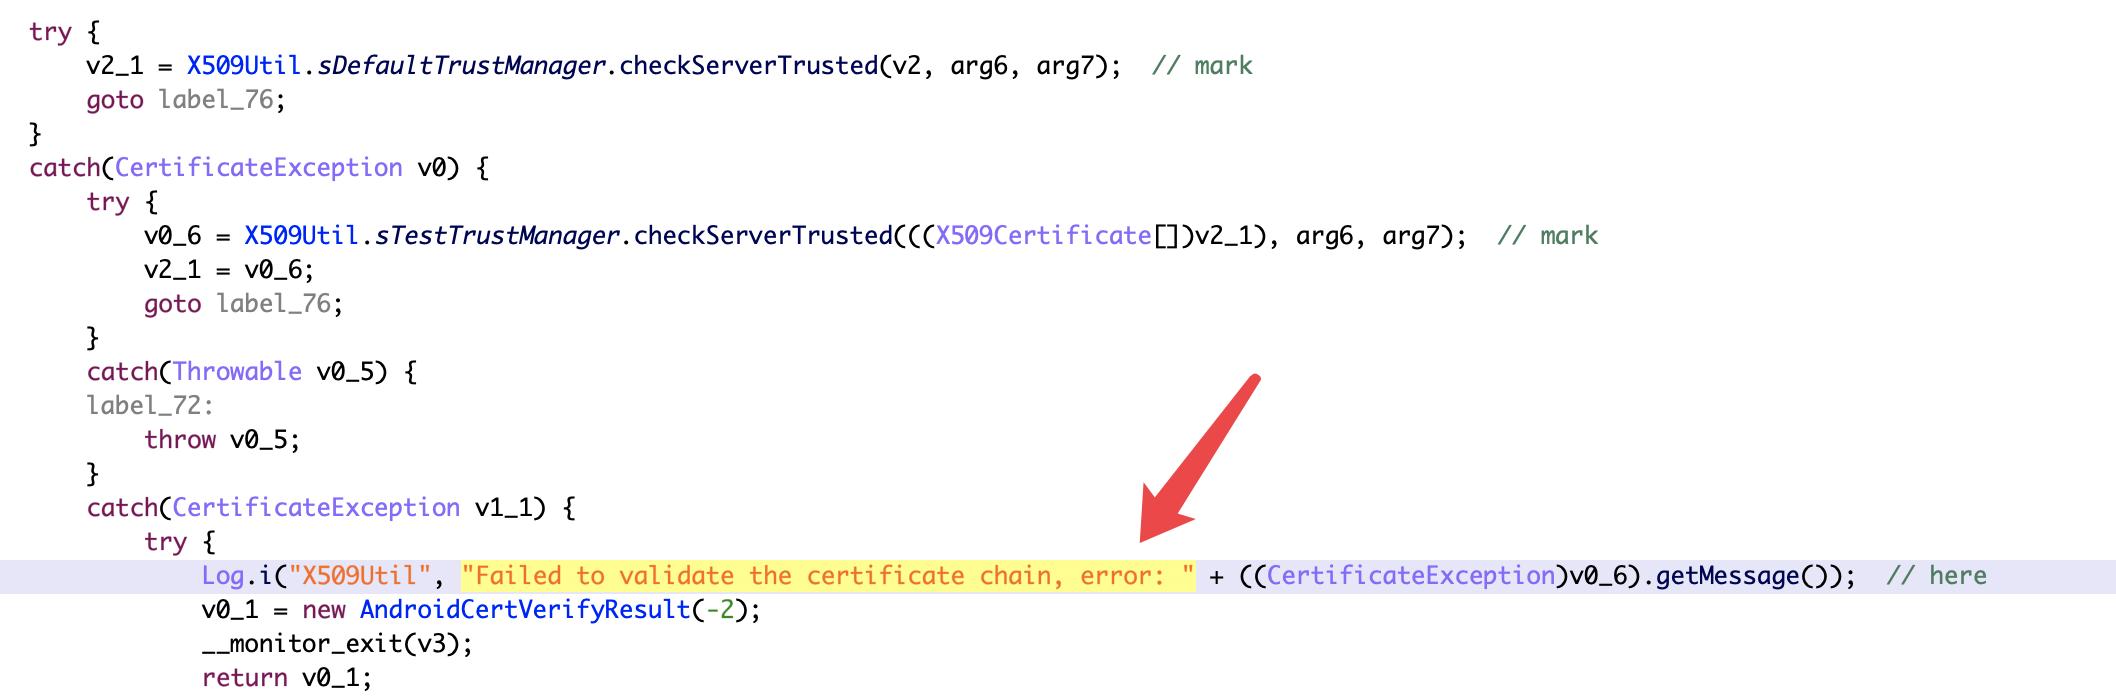 try {
v2_1 = X509Util.sDefaultTrustManager.checkServerTrusted(v2, arg6, arg7);  // mark
goto label_76;
}
catch(CertificateException v0) {
try {
v0_6 = X509Util.sTestTrustManager.checkServerTrusted(((X509Certificate[])v2_1), arg6, arg7);  // mark
v2_1 = v0_6;
goto label_76;
}
catch(Throwable v0_5) {
label_72:
throw v0_5;
}
catch(CertificateException v1_1) {
try {
Log.i("X509Util", "Failed to validate the certificate chain, error: " + ((CertificateException)v0_6).getMessage());  // here
v0_1 = new AndroidCertVerifyResult(-2);
__monitor_exit(v3);
return v0_1;